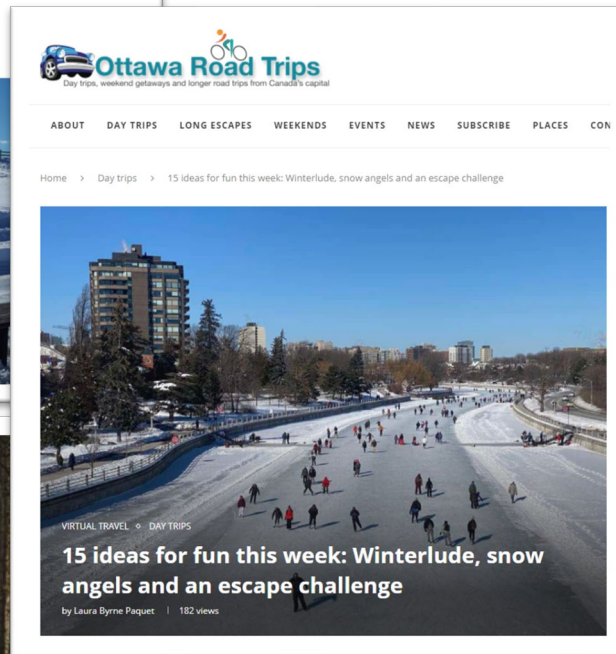 Ottawa Road Trips
Day trips, weekend getaways and longer road trips from Canada's capital
ABOUT DAY TRIPS LONG ESCAPES WEEKENDS EVENTS NEWS SUBSCRIBE PLACES CON
Home > Day trips > 15 ideas for fun this week: Winterlude, snow angels and an escape challenge
VIRTUAL TRAVEL ◇ DAY TRIPS
15 ideas for fun this week: Winterlude, snow
angels and an escape challenge
by Laura Byrne Paquet | 182 views